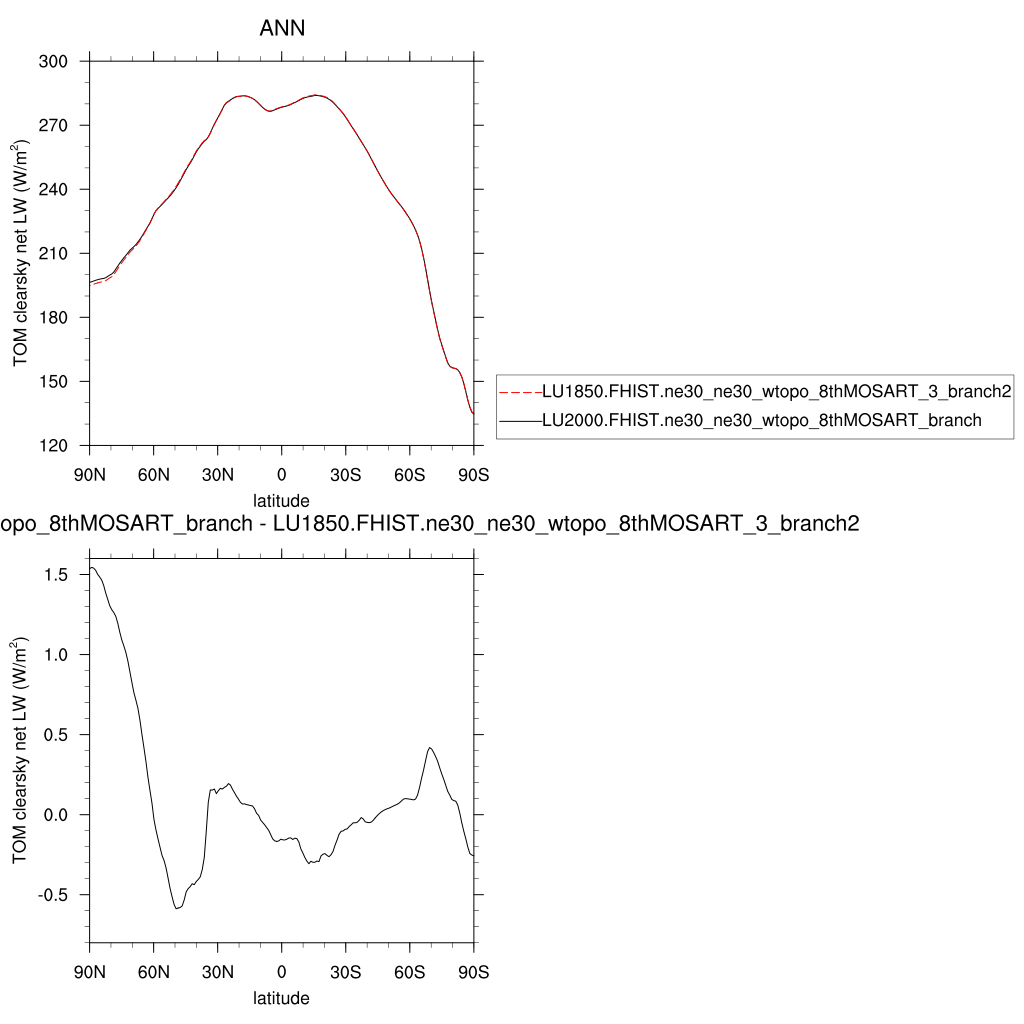 ANN
300
270
240
210
180
150
120
TOM clearsky net LW (W/m²)
90N 60N 30N 0 30S 60S 90S
latitude
LU1850.FHIST.ne30_ne30_wtopo_8thMOSART_3_branch2
LU2000.FHIST.ne30_ne30_wtopo_8thMOSART_branch
opo_8thMOSART_branch - LU1850.FHIST.ne30_ne30_wtopo_8thMOSART_3_branch2
1.5
1.0
0.5
0.0
-0.5
TOM clearsky net LW (W/m²)
90N 60N 30N 0 30S 60S 90S
latitude